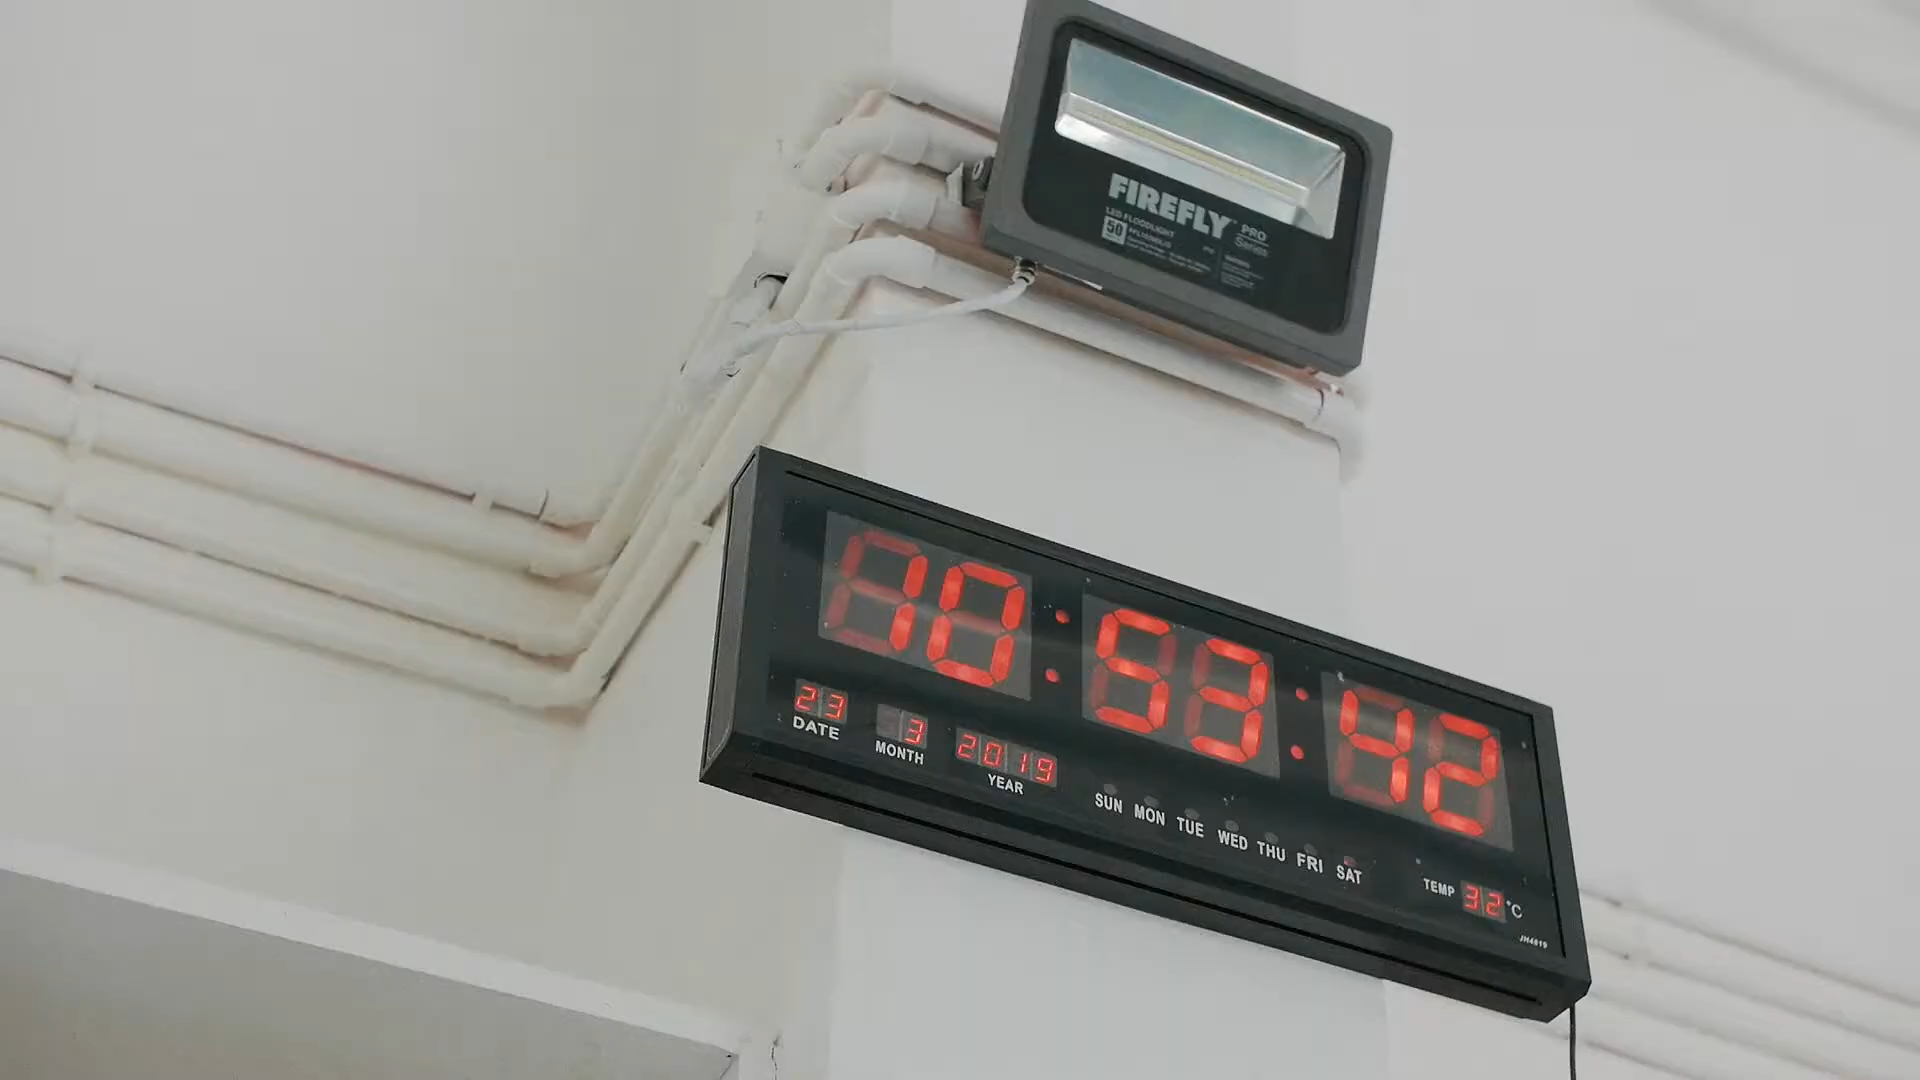 FIREFLY PRO
Series
LED FLOODLIGHT
50
10:53:42
23 3 2019
DATE MONTH YEAR
SUN MON TUE WED THU FRI SAT
TEMP 32 °C
JH4819